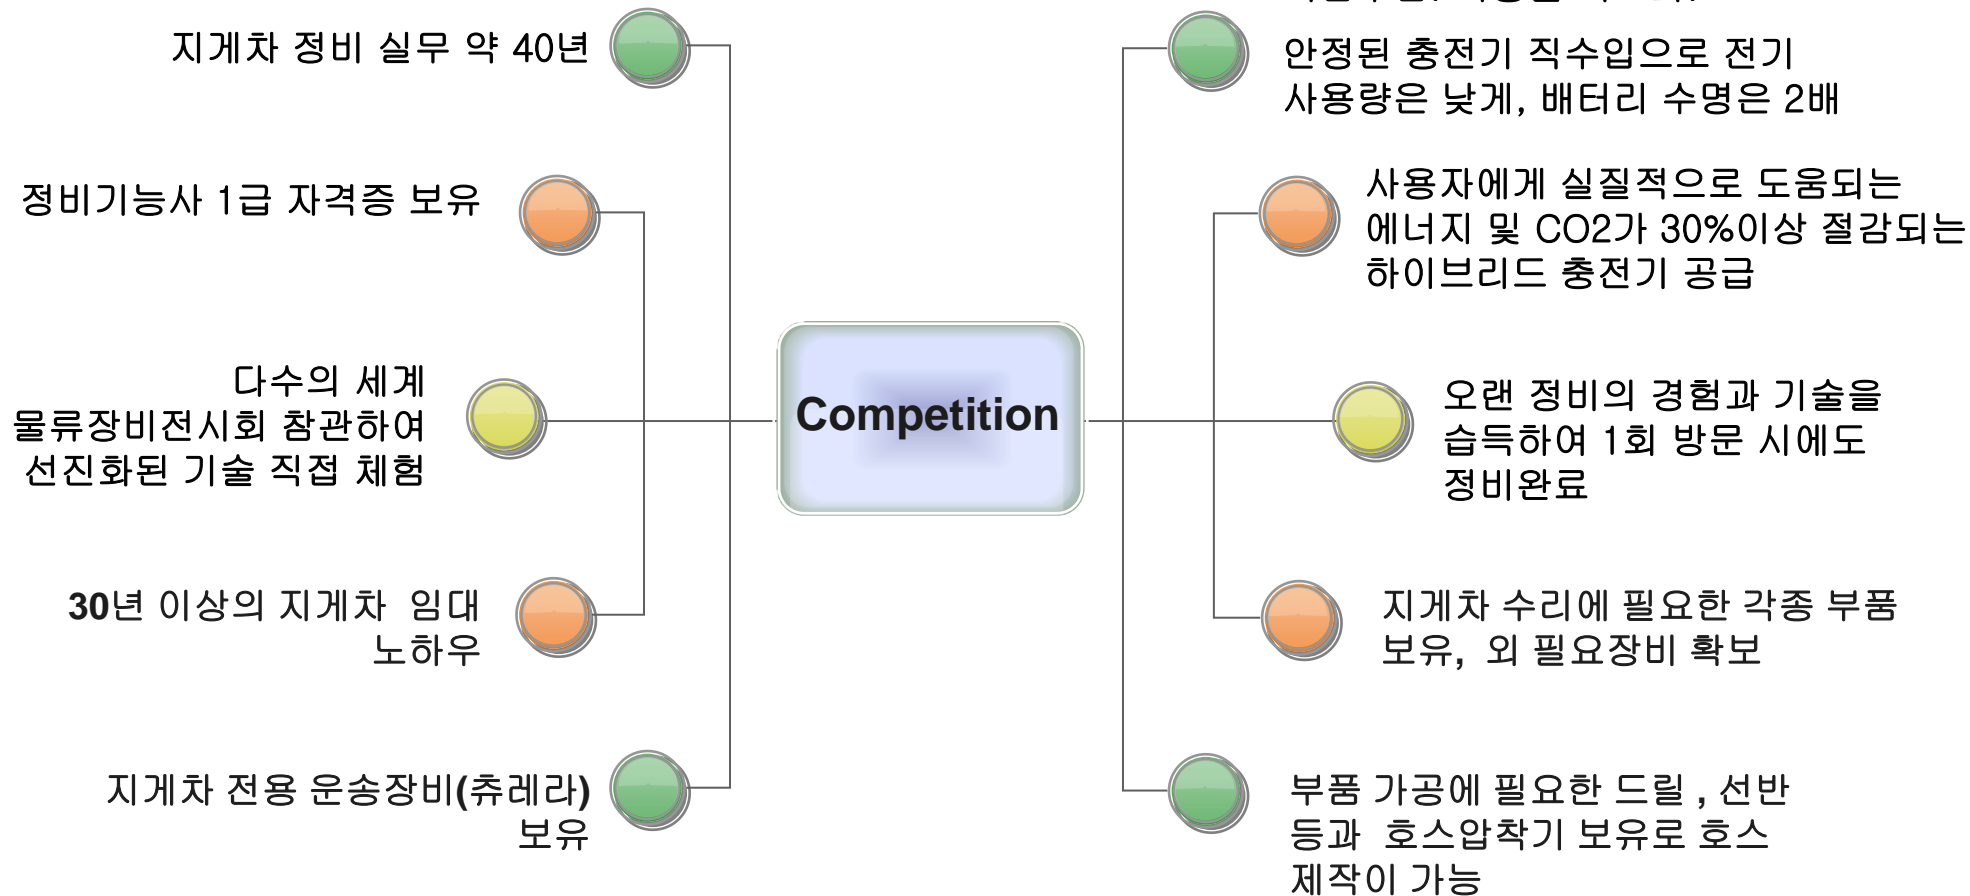 지게차 정비 실무 약 40년
정비기능사 1급 자격증 보유
다수의 세계
물류장비전시회 참관하여
선진화된 기술 직접 체험
30년 이상의 지게차 임대
노하우
지게차 전용 운송장비(츄레라)
보유
Competition
안정된 충전기 직수입으로 전기
사용량은 낮게, 배터리 수명은 2배
사용자에게 실질적으로 도움되는
에너지 및 CO2가 30%이상 절감되는
하이브리드 충전기 공급
오랜 정비의 경험과 기술을
습득하여 1회 방문 시에도
정비완료
지게차 수리에 필요한 각종 부품
보유, 외 필요장비 확보
부품 가공에 필요한 드릴 , 선반
등과 호스압착기 보유로 호스
제작이 가능